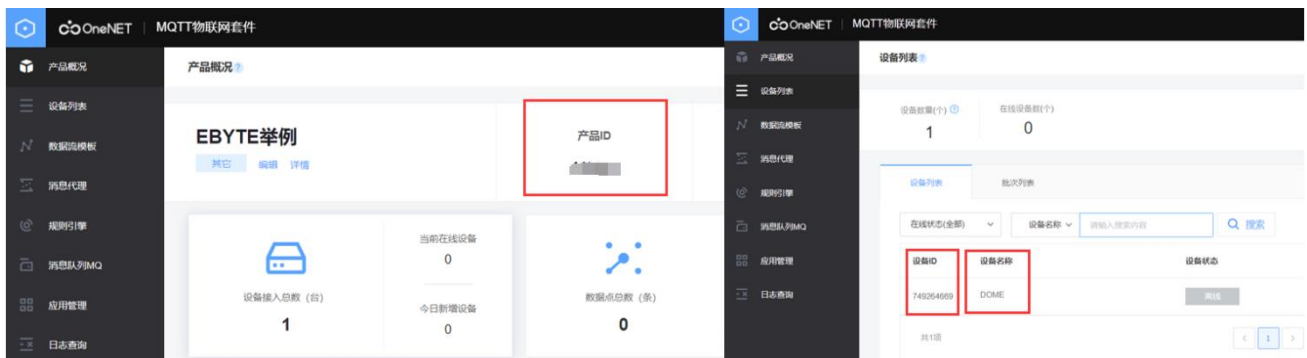 OneNET | MQTT物联网套件
产品概况
设备列表
数据流模板
消息代理
规则引擎
消息队列MQ
应用管理
日志查询
产品概况
EBYTE举例
其它 编辑 详情
产品ID
设备接入总数（台）
1
当前在线设备
0
今日新增设备
0
数据点总数（条）
0
OneNET | MQTT物联网套件
产品概况
设备列表
数据流模板
消息代理
规则引擎
消息队列MQ
应用管理
日志查询
设备列表
设备数量(个) 在线设备数(个)
1 0
设备列表 批次列表
在线状态(全部) 设备名称 请输入搜索内容 搜索
设备ID 设备名称 设备状态
749264669 DOME 离线
共1项
1